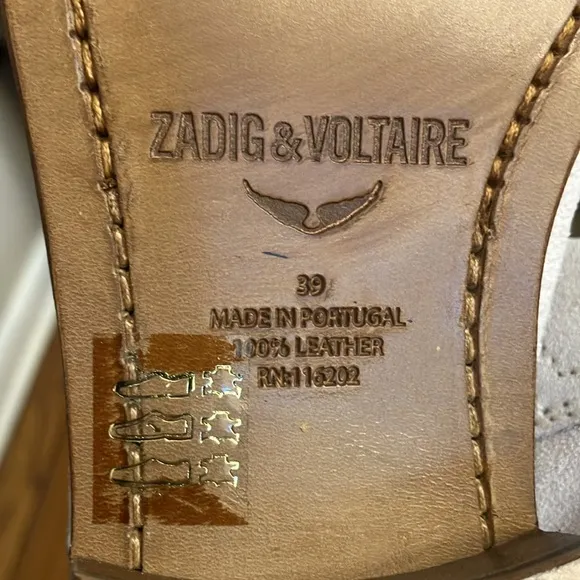 ZADIG & VOLTAIRE
39
MADE IN PORTUGAL
100% LEATHER
RN:116202